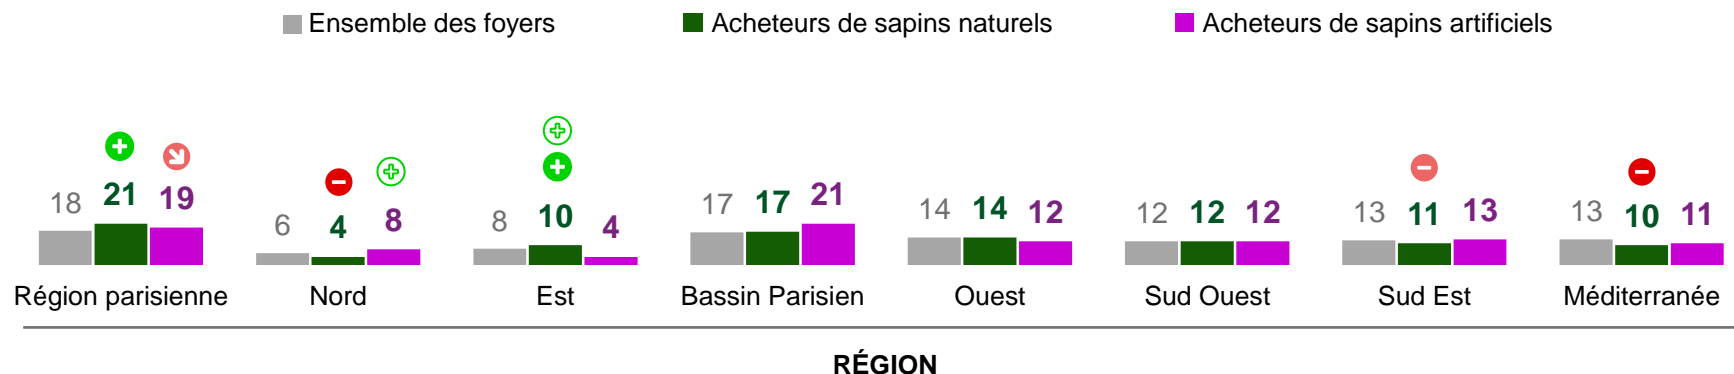 Ensemble des foyers Acheteurs de sapins naturels Acheteurs de sapins artificiels
18 21 19 6 4 8 8 10 4 17 17 21 14 14 12 12 12 12 13 11 13 13 10 11
Région parisienne Nord Est Bassin Parisien Ouest Sud Ouest Sud Est Méditerranée
RÉGION